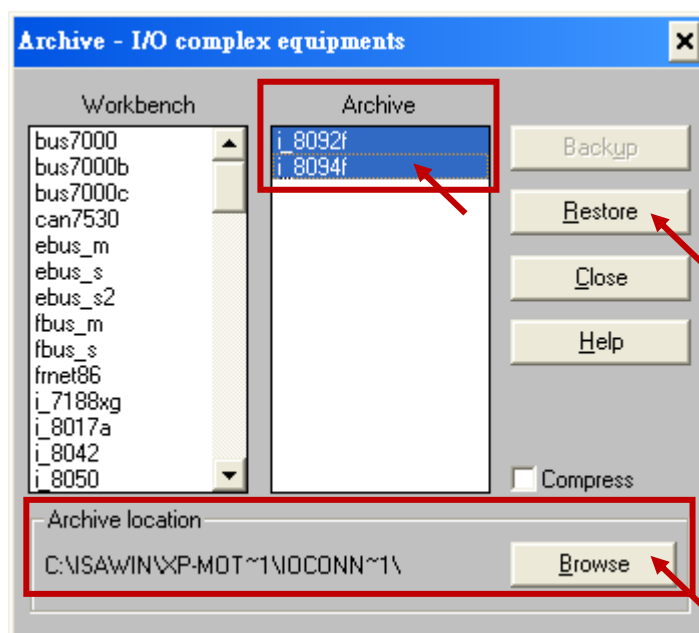 Archive - I/O complex equipments
Workbench
Archive
bus7000
bus7000b
bus7000c
can7530
ebus_m
ebus_s
ebus_s2
fbus_m
fbus_s
frnet86
i_7188xg
i_8017a
i_8042
i_8050
i_8092f
i_8094f
Backup
Restore
Close
Help
Compress
Archive location
C:\ISAWIN\XP-MOT~1\IOCONN~1\
Browse